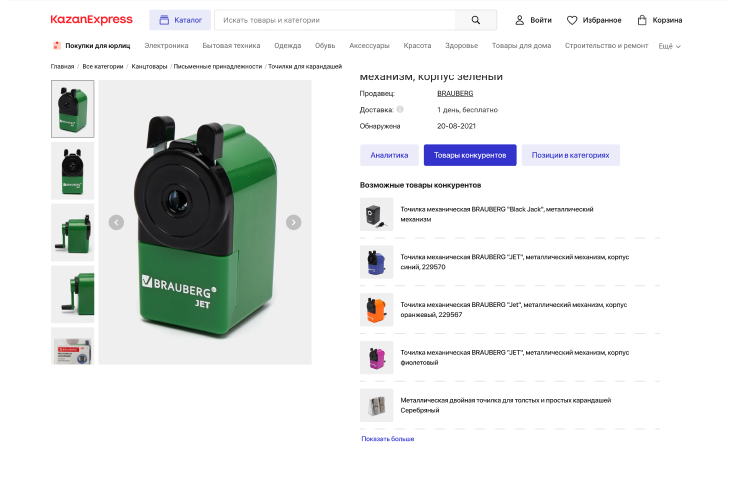 KazanExpress
Каталог
Искать товары и категории
Войти
Избранное
Корзина
Покупки для юрлиц
Электроника
Бытовая техника
Одежда
Обувь
Аксессуары
Красота
Здоровье
Товары для дома
Строительство и ремонт
Ещё
Главная / Все категории / Канцтовары / Письменные принадлежности / Точилки для карандашей
механизм, корпус зеленый
Продавец: BRAUBERG
Доставка: 1 день, бесплатно
Обнаружена 20-08-2021
Аналитика
Товары конкурентов
Позиции в категориях
Возможные товары конкурентов
Точилка механическая BRAUBERG "Black Jack", металлический
механизм
Точилка механическая BRAUBERG "JET", металлический механизм, корпус
синий, 229570
Точилка механическая BRAUBERG "Jet", металлический механизм, корпус
оранжевый, 229567
Точилка механическая BRAUBERG "JET", металлический механизм, корпус
фиолетовый
Металлическая двойная точилка для толстых и простых карандашей
Серебряный
Показать больше
BRAUBERG
JET